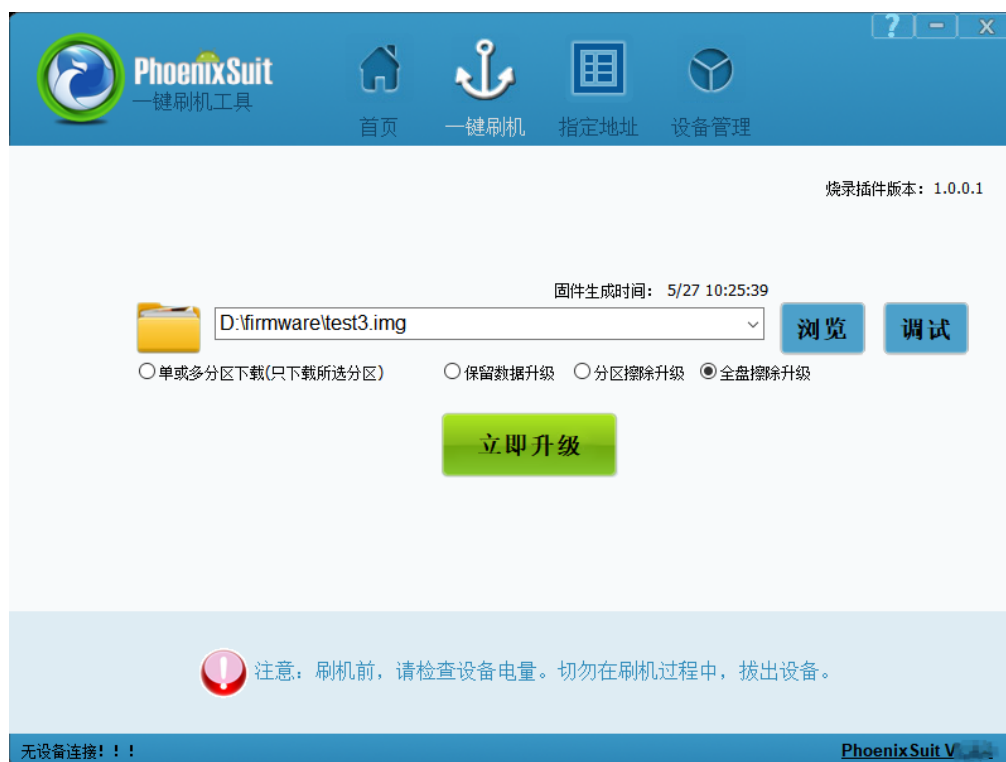 ?
－
X
PhoenixSuit
一键刷机工具
首页
一键刷机
指定地址
设备管理
烧录插件版本：1.0.0.1
固件生成时间： 5/27 10:25:39
D:\firmware\test3.img
浏览
调试
单或多分区下载(只下载所选分区)
保留数据升级
分区擦除升级
全盘擦除升级
立即升级
注意：刷机前，请检查设备电量。切勿在刷机过程中，拔出设备。
无设备连接！！！
PhoenixSuit V